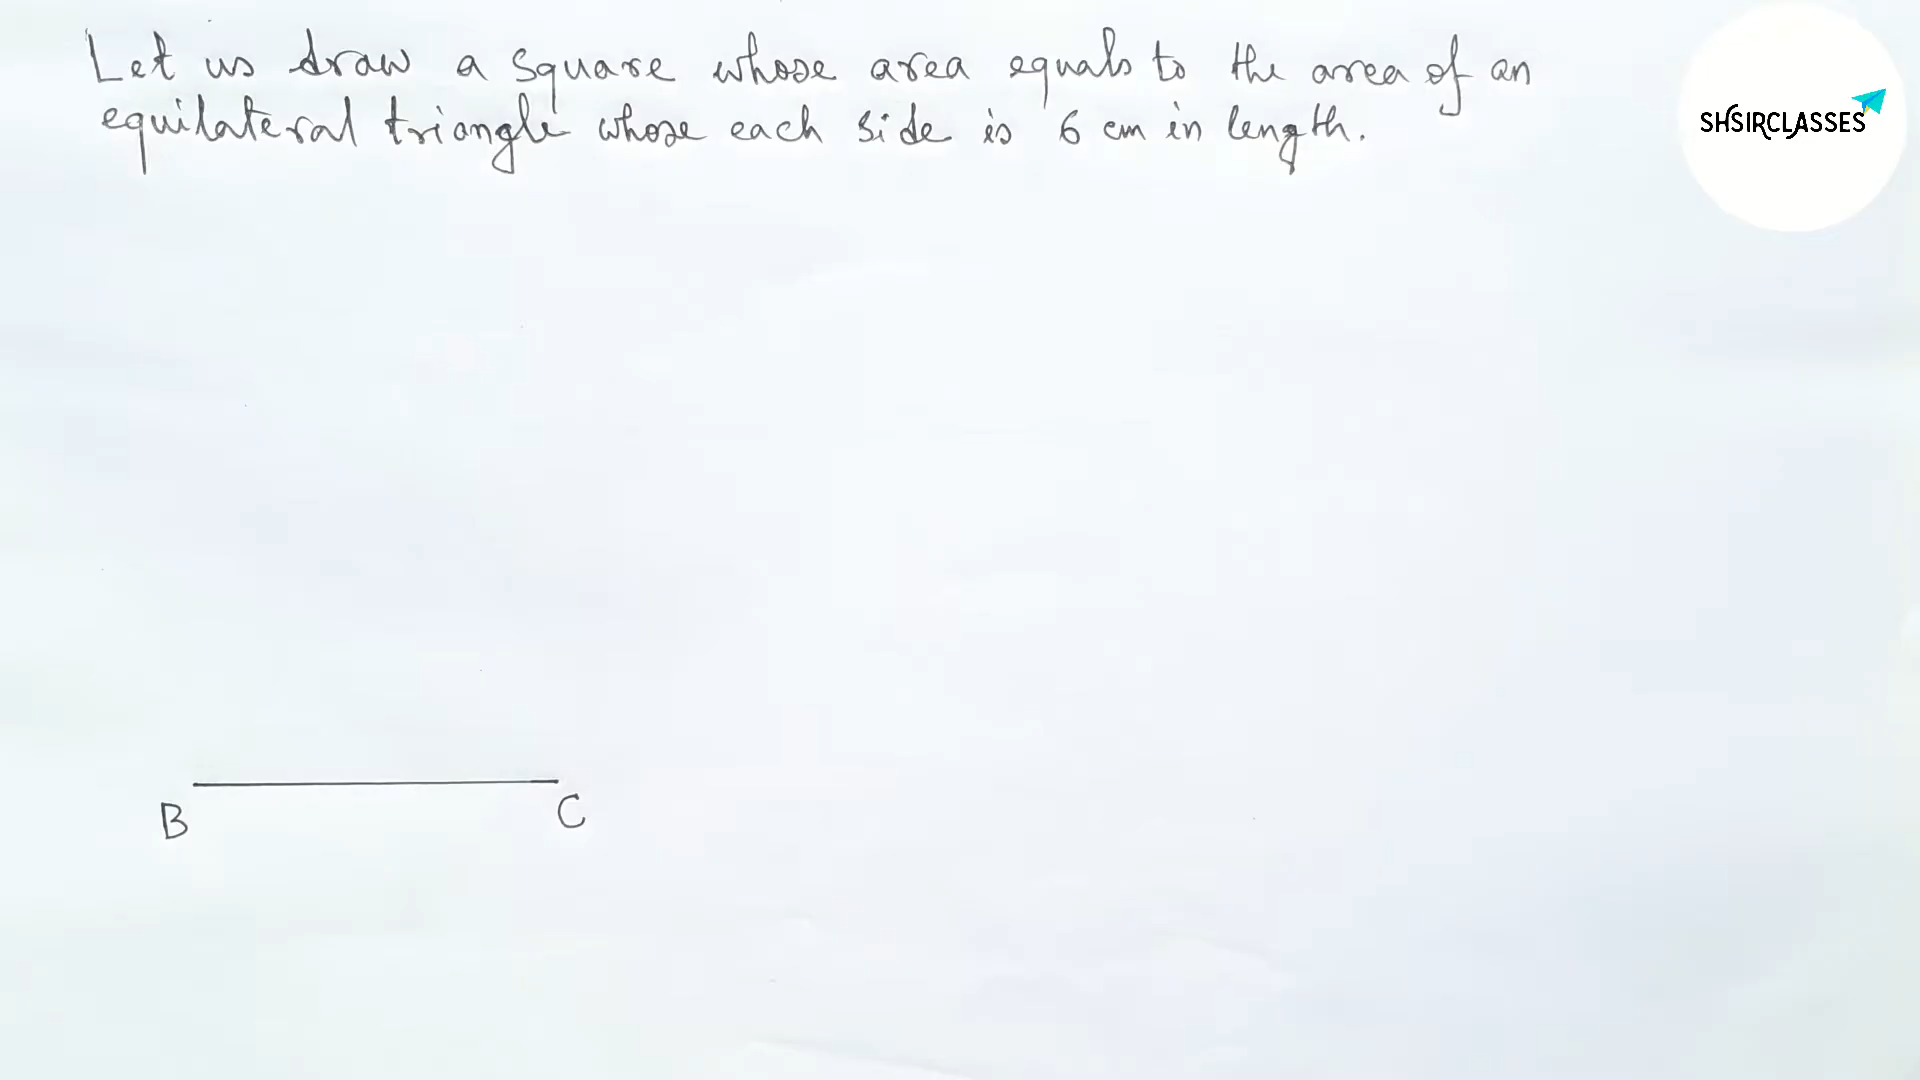 Let us draw a square whose area equals to the area of an
equilateral triangle whose each side is 6 cm in length.
SHSIRCLASSES
B
C